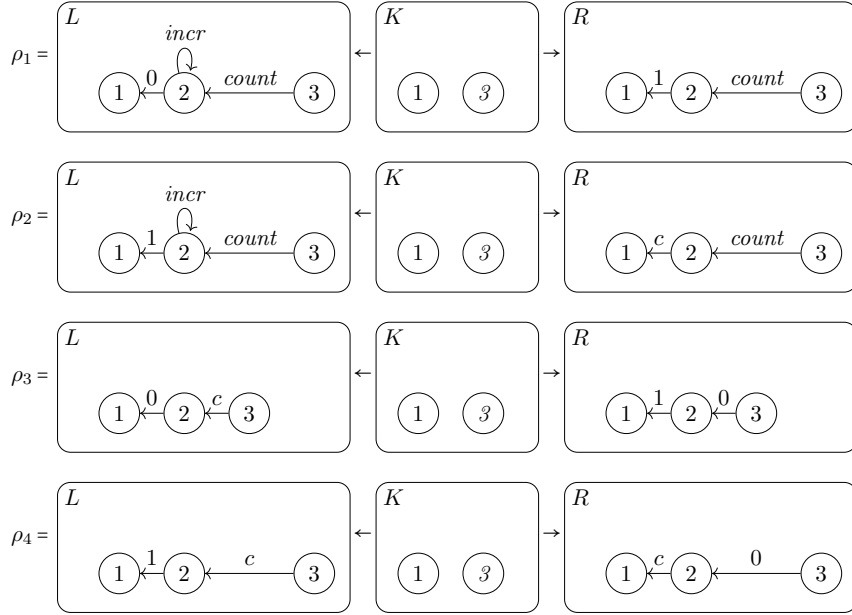 L K R
incr
ρ1 = 1 0 2 count 3 ← 1 3 → 1 1 2 count 3
L K R
incr
ρ2 = 1 1 2 count 3 ← 1 3 → 1 c 2 count 3
L K R
ρ3 = 1 0 2 c 3 ← 1 3 → 1 1 2 0 3
L K R
ρ4 = 1 1 2 c 3 ← 1 3 → 1 c 2 0 3